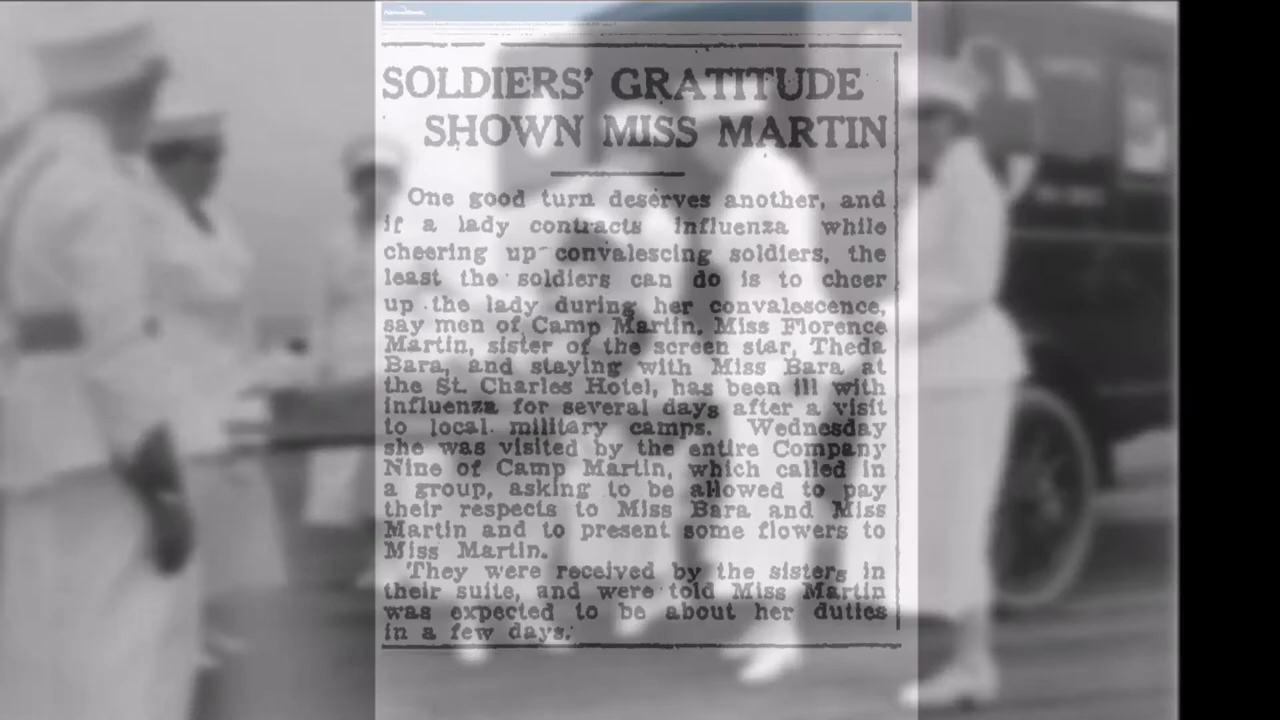 SOLDIERS' GRATITUDE
SHOWN MISS MARTIN
One good turn deserves another, and
if a lady contracts influenza while
cheering up convalescing soldiers, the
least the soldiers can do is to cheer
up the lady during her convalescence,
say men of Camp Martin, Miss Florence
Martin, sister of the screen star, Theda
Bara, and staying with Miss Bara at
the St. Charles Hotel, has been ill with
influenza for several days after a visit
to local military camps. Wednesday
she was visited by the entire Company
Nine of Camp Martin, which called in
a group, asking to be allowed to pay
their respects to Miss Bara and Miss
Martin and to present some flowers to
Miss Martin.
They were received by the sisters in
their suite, and were told Miss Martin
was expected to be about her duties
in a few days.